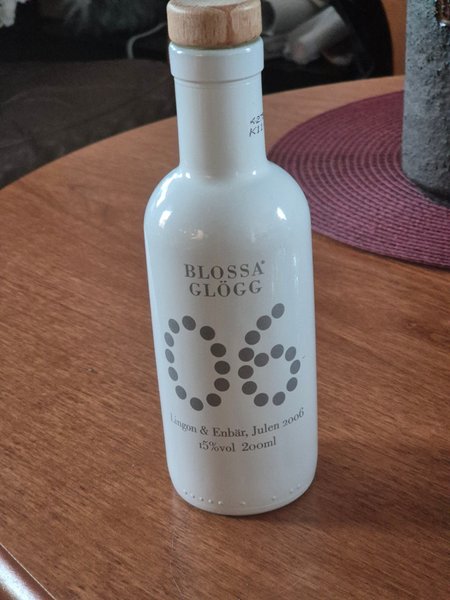 BLOSSA®
GLÖGG
06
Lingon & Enbär, Julen 2006
15%vol 200ml